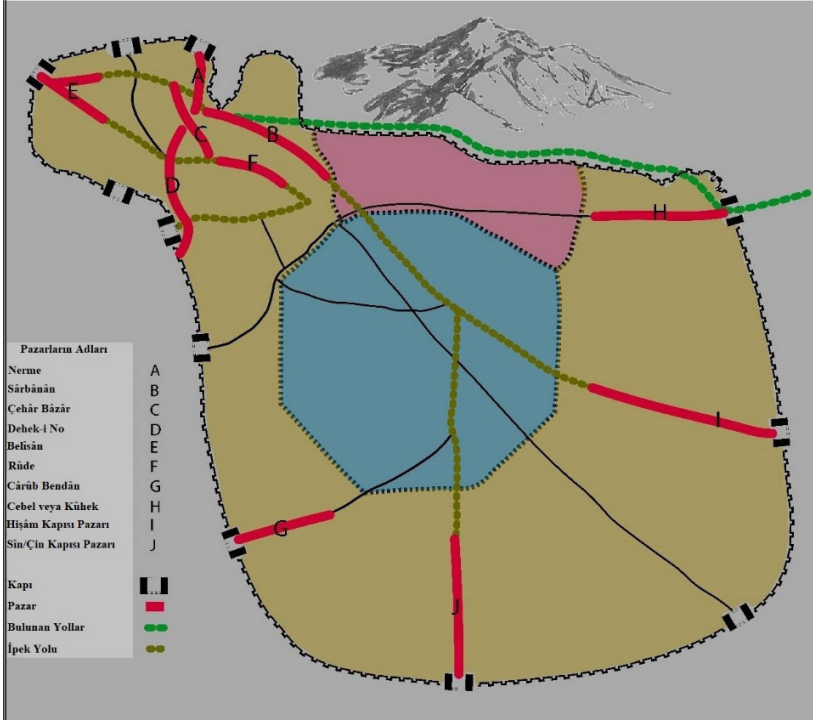 A
E
C
B
F
D
H
I
G
J
Pazarların Adları
Nerme A
Sârbânân B
Çehâr Bâzâr C
Dehek-i No D
Belisân E
Rûde F
Cârûb Bendân G
Cebel veya Kûhek H
Hişâm Kapısı Pazarı I
Sîn/Çin Kapısı Pazarı J
Kapı
Pazar
Bulunan Yollar
İpek Yolu